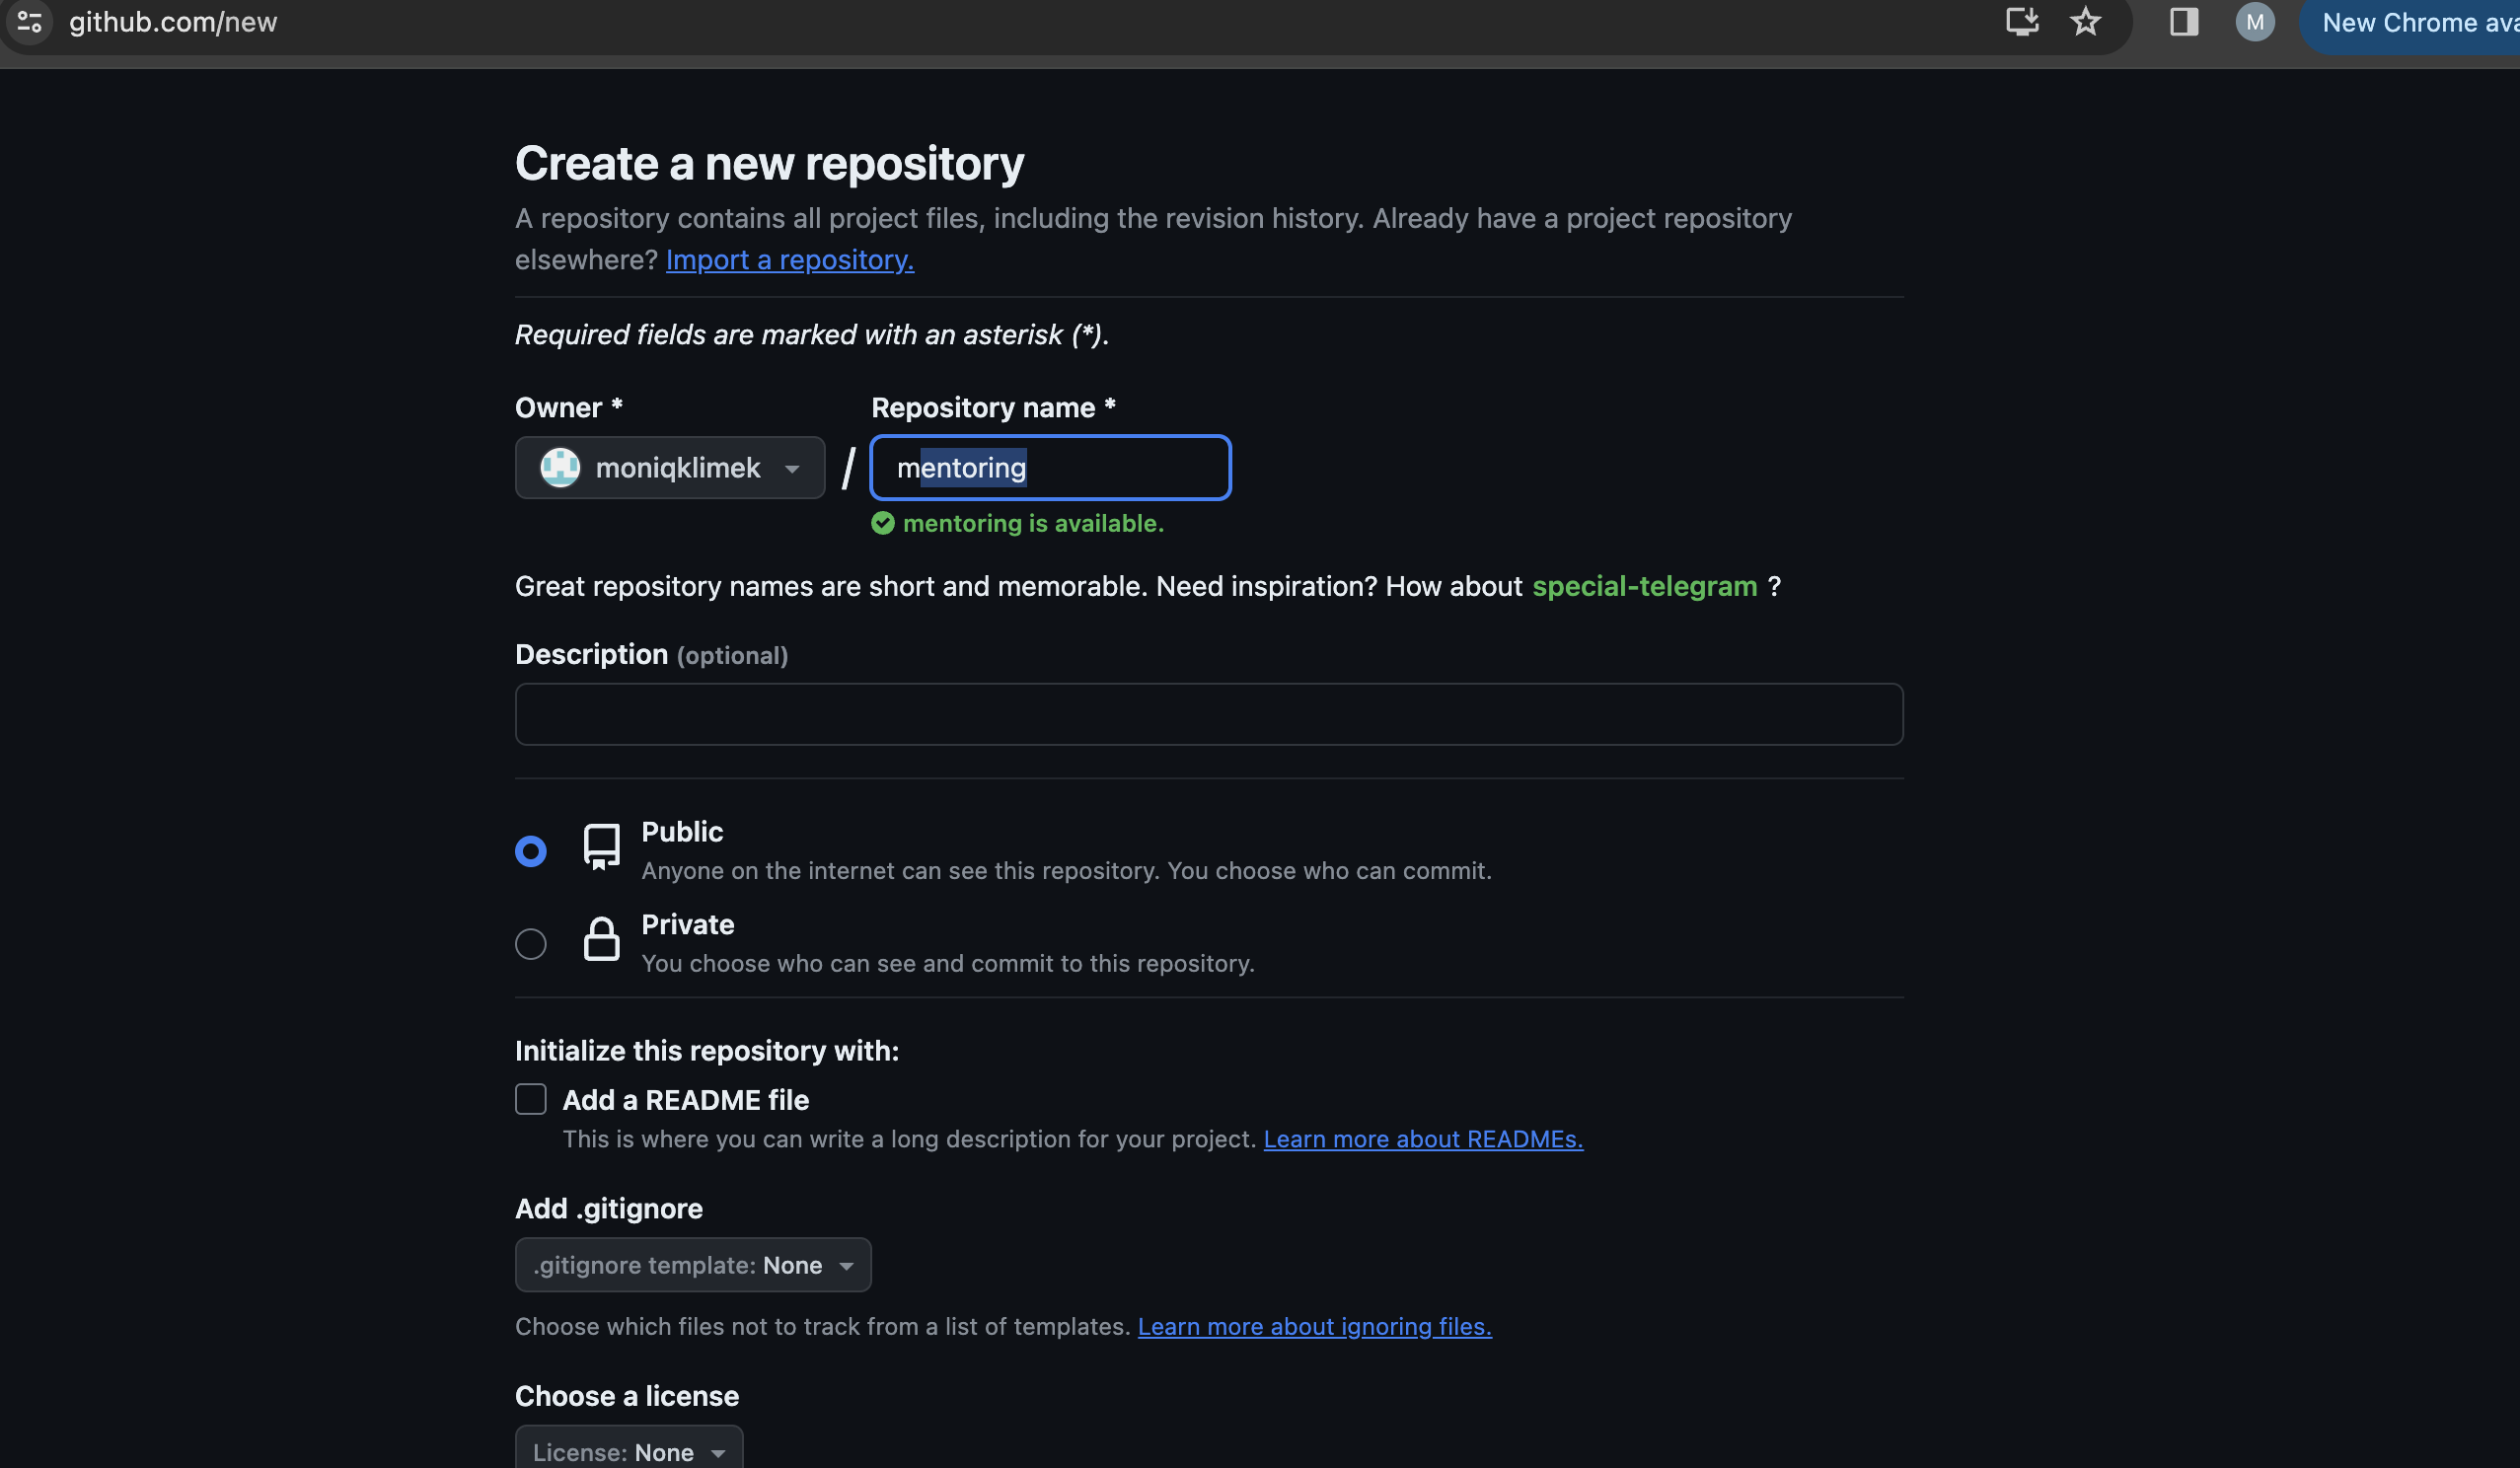 github.com/new
M
New Chrome ava
Create a new repository
A repository contains all project files, including the revision history. Already have a project repository
elsewhere? Import a repository.
Required fields are marked with an asterisk (*).
Owner *
Repository name *
moniqklimek
/
mentoring
mentoring is available.
Great repository names are short and memorable. Need inspiration? How about special-telegram ?
Description (optional)
Public
Anyone on the internet can see this repository. You choose who can commit.
Private
You choose who can see and commit to this repository.
Initialize this repository with:
Add a README file
This is where you can write a long description for your project. Learn more about READMEs.
Add .gitignore
.gitignore template: None
Choose which files not to track from a list of templates. Learn more about ignoring files.
Choose a license
License: None